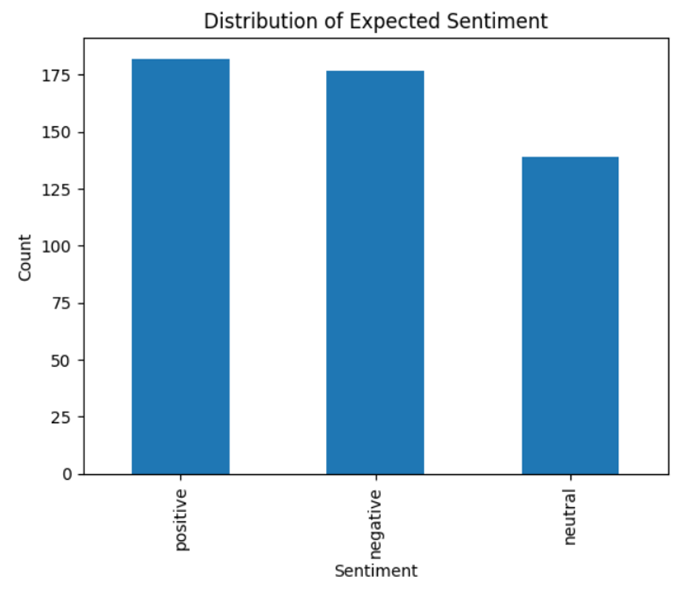 Distribution of Expected Sentiment
175
150
125
100
75
50
25
0
Count
positive
negative
neutral
Sentiment